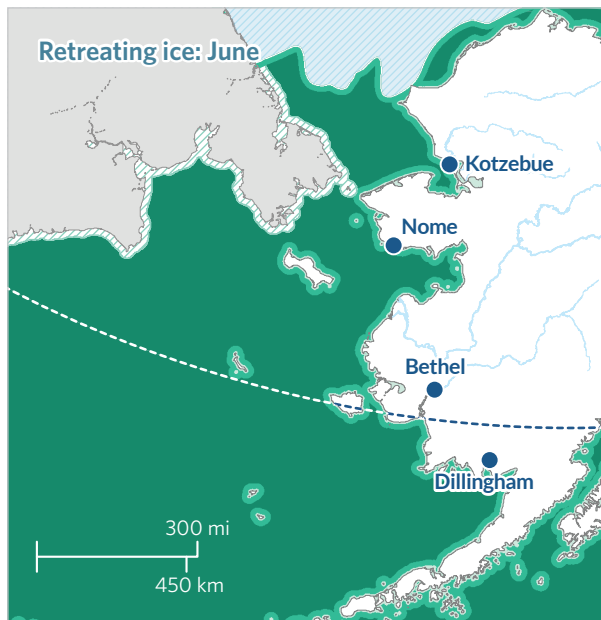 Retreating ice: June
Kotzebue
Nome
Bethel
Dillingham
300 mi
450 km